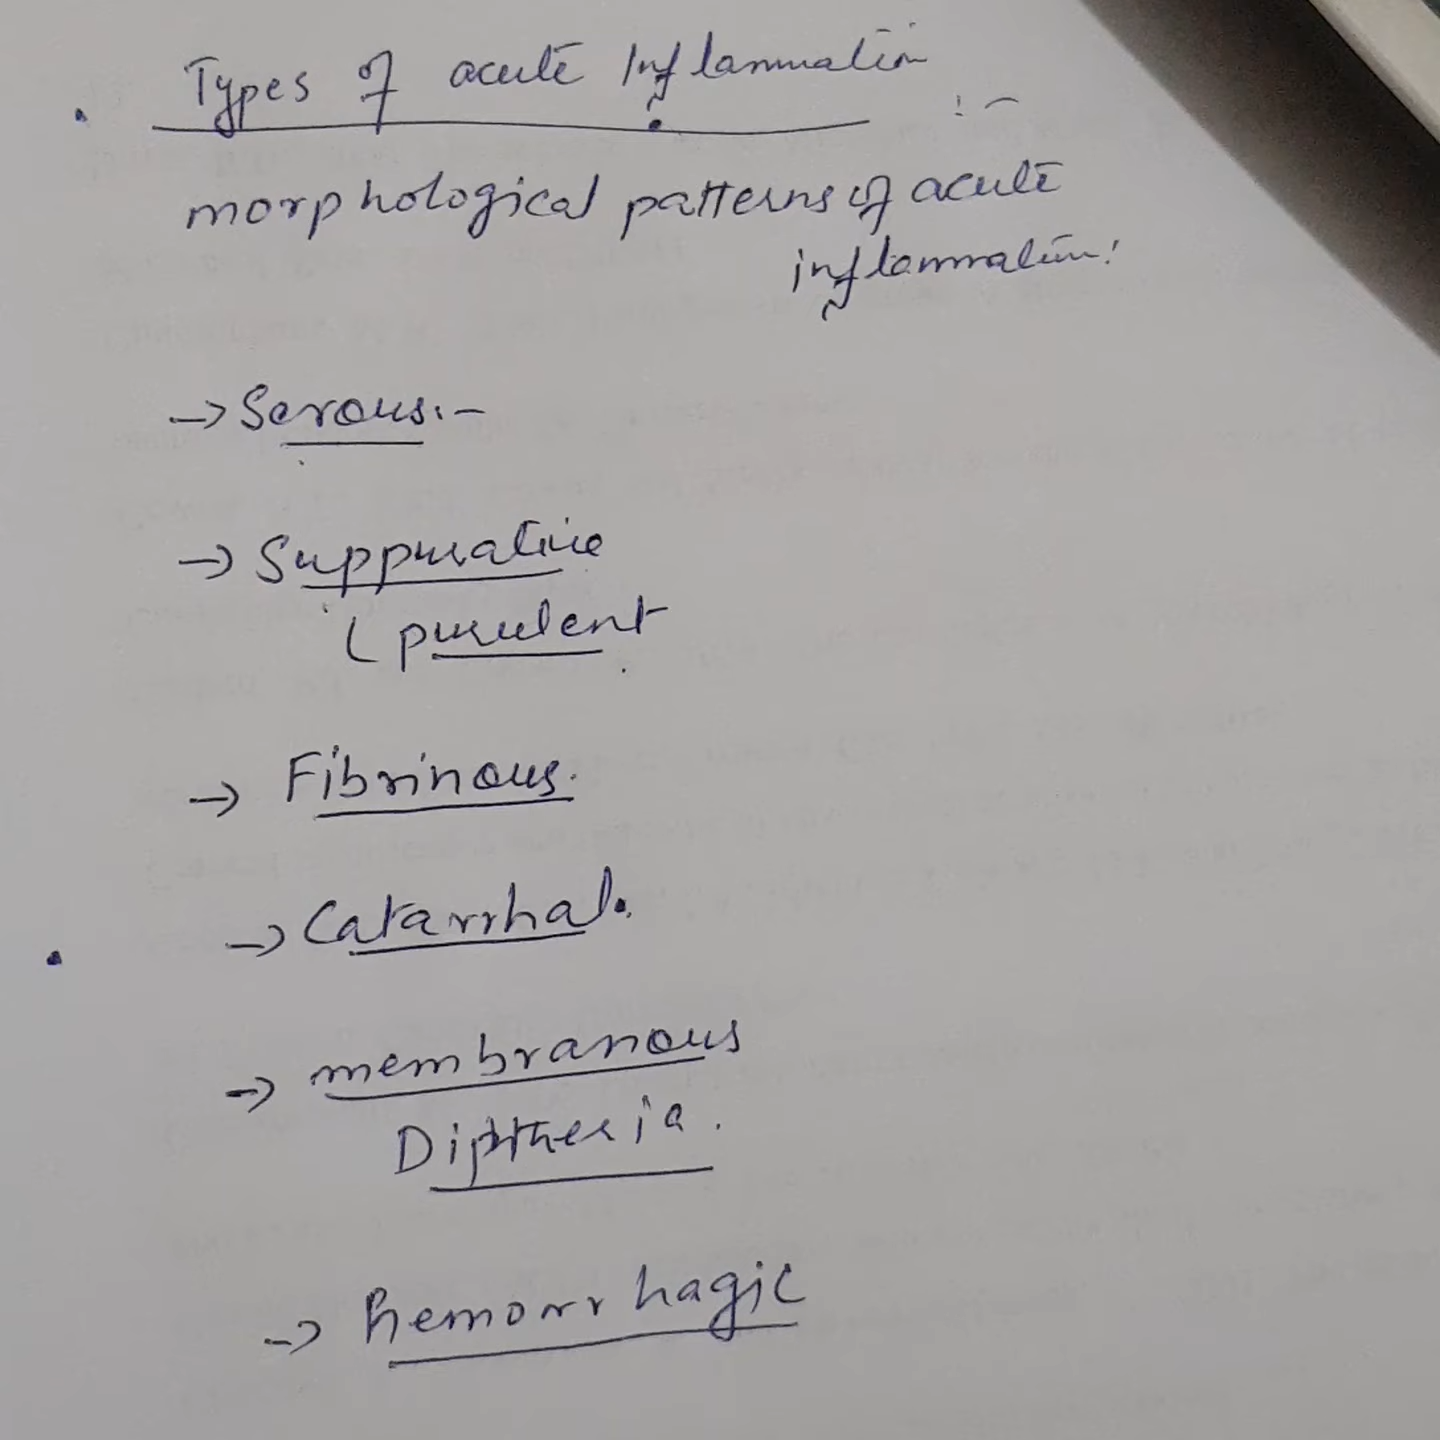 Types of acute Inflammation :-
morphological patterns of acute
inflammation:
→ Serous:-
→ Suppurative
( purulent
→ Fibrinous.
→ Catarrhal.
→ membranous
Diptheria.
→ hemorrhagic